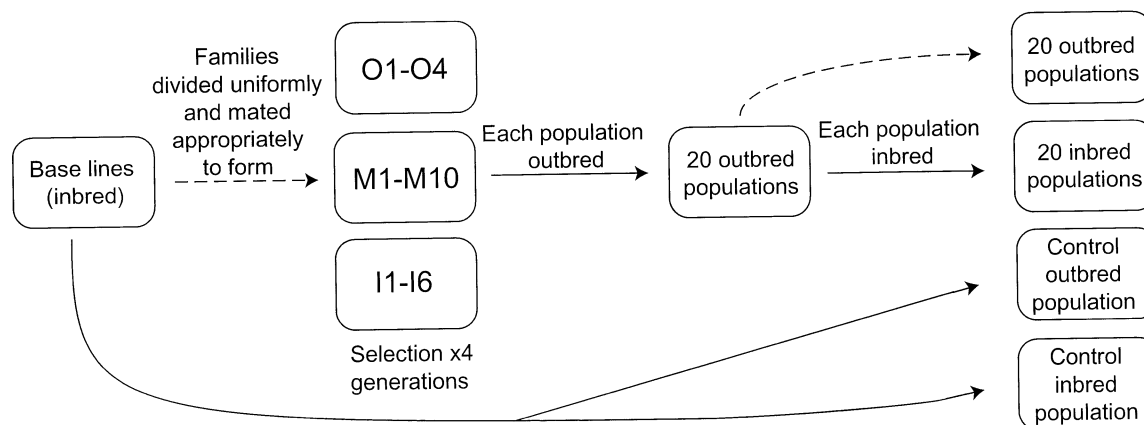 Base lines
(inbred)
Families
divided uniformly
and mated
appropriately
to form
O1-O4
M1-M10
I1-I6
Selection x4
generations
Each population
outbred
20 outbred
populations
Each population
inbred
20 outbred
populations
20 inbred
populations
Control
outbred
population
Control
inbred
population